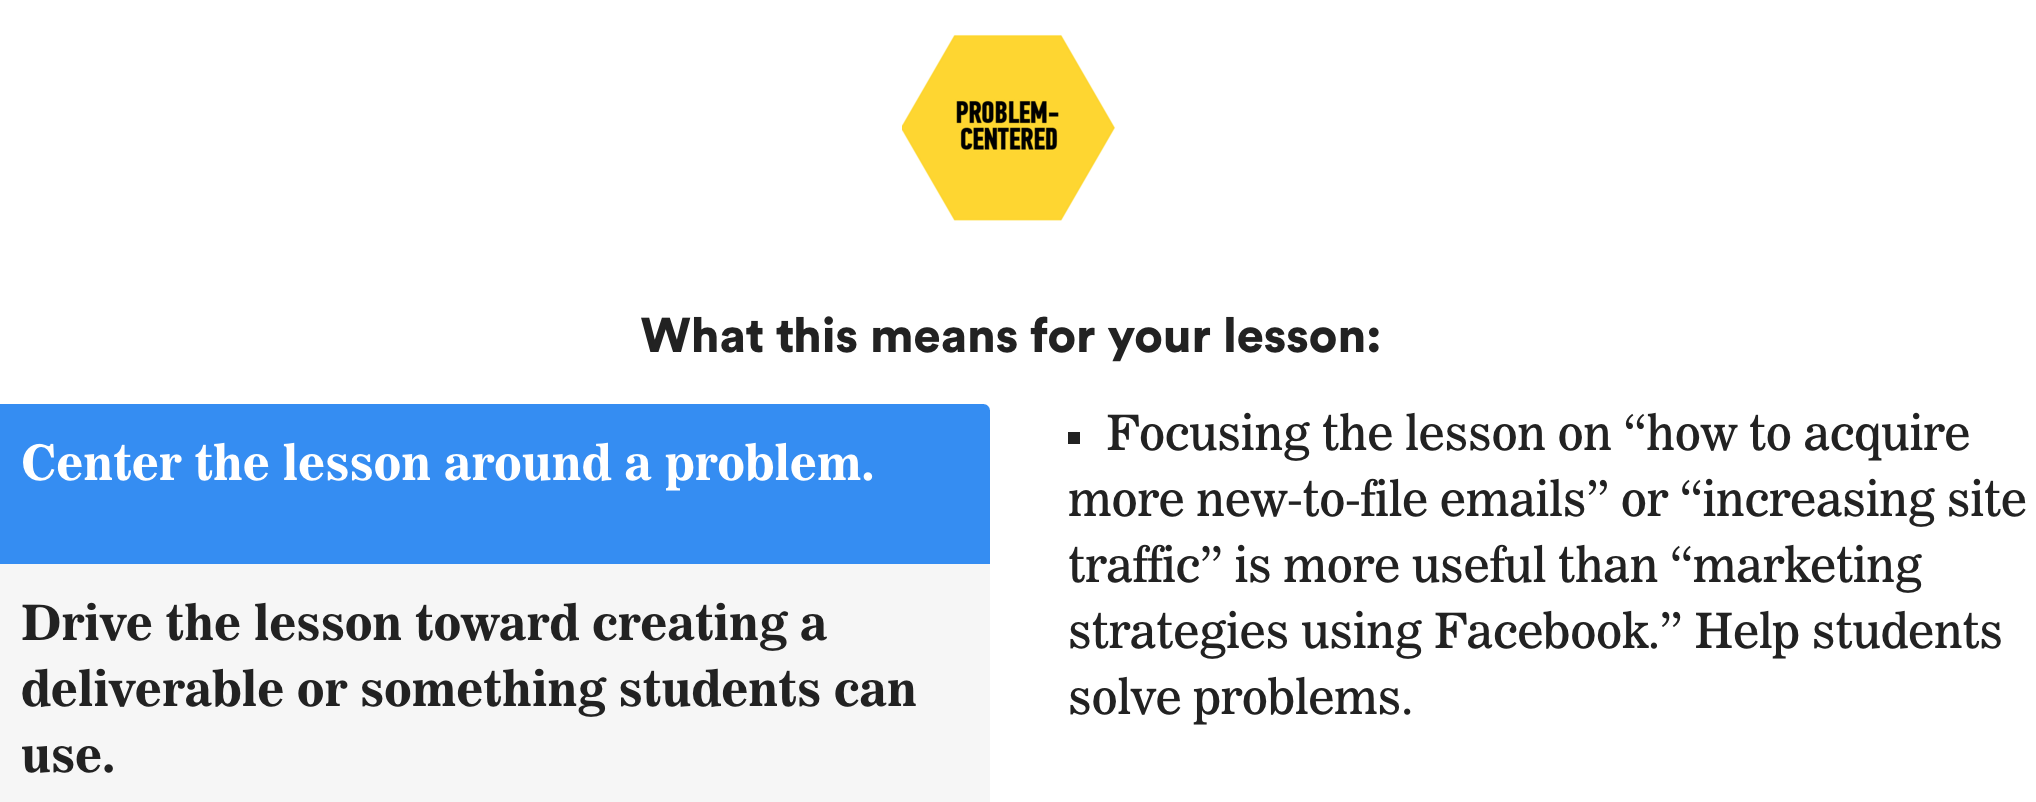 PROBLEM-
CENTERED
What this means for your lesson:
Center the lesson around a problem.
Drive the lesson toward creating a
deliverable or something students can
use.
▪ Focusing the lesson on “how to acquire
more new-to-file emails” or “increasing site
traffic” is more useful than “marketing
strategies using Facebook.” Help students
solve problems.